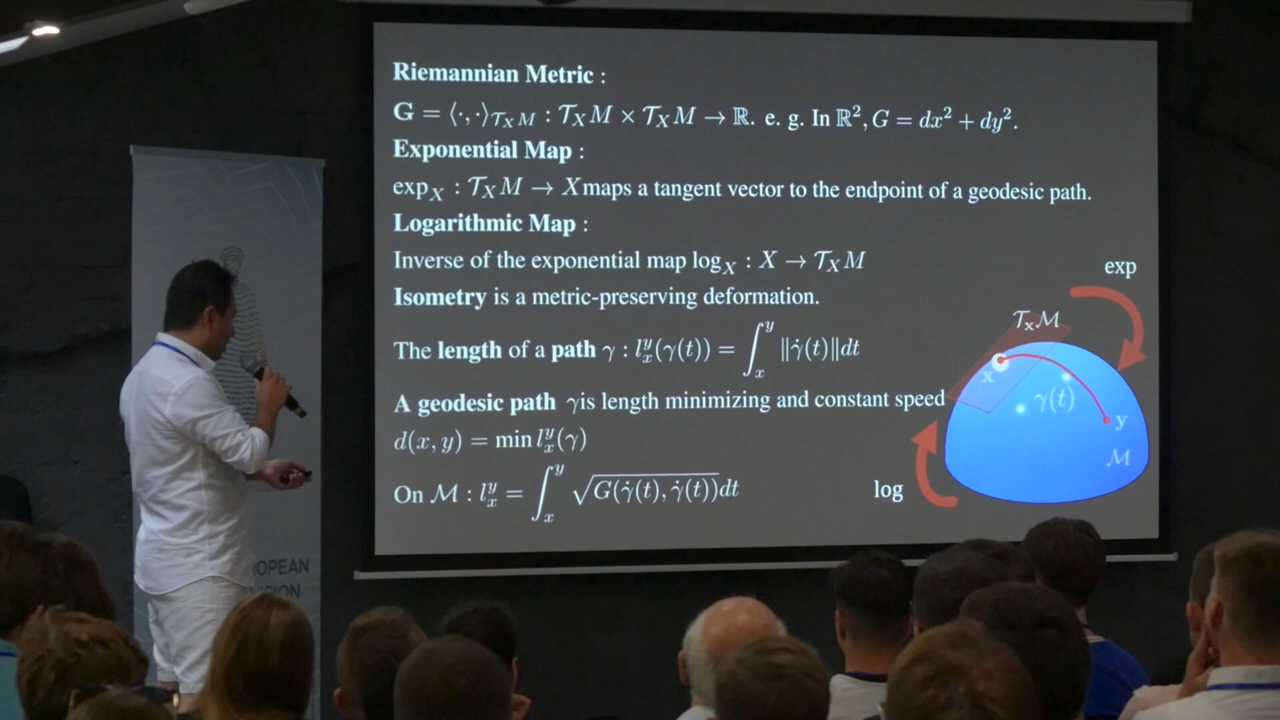 Riemannian Metric :
G = ⟨·,·⟩_{𝒯_X M} : 𝒯_X M × 𝒯_X M → ℝ. e. g. In ℝ², G = dx² + dy².
Exponential Map :
exp_X : 𝒯_X M → X maps a tangent vector to the endpoint of a geodesic path.
Logarithmic Map :
Inverse of the exponential map log_X : X → 𝒯_X M
Isometry is a metric-preserving deformation.
The length of a path γ : l_x^y(γ(t)) = ∫_x^y ‖γ̇(t)‖dt
A geodesic path γ is length minimizing and constant speed
d(x, y) = min l_x^y(γ)
On ℳ : l_x^y = ∫_x^y √(G(γ̇(t), γ̇(t)))dt
exp
𝒯_x ℳ
x
γ(t)
y
ℳ
log
OPEAN